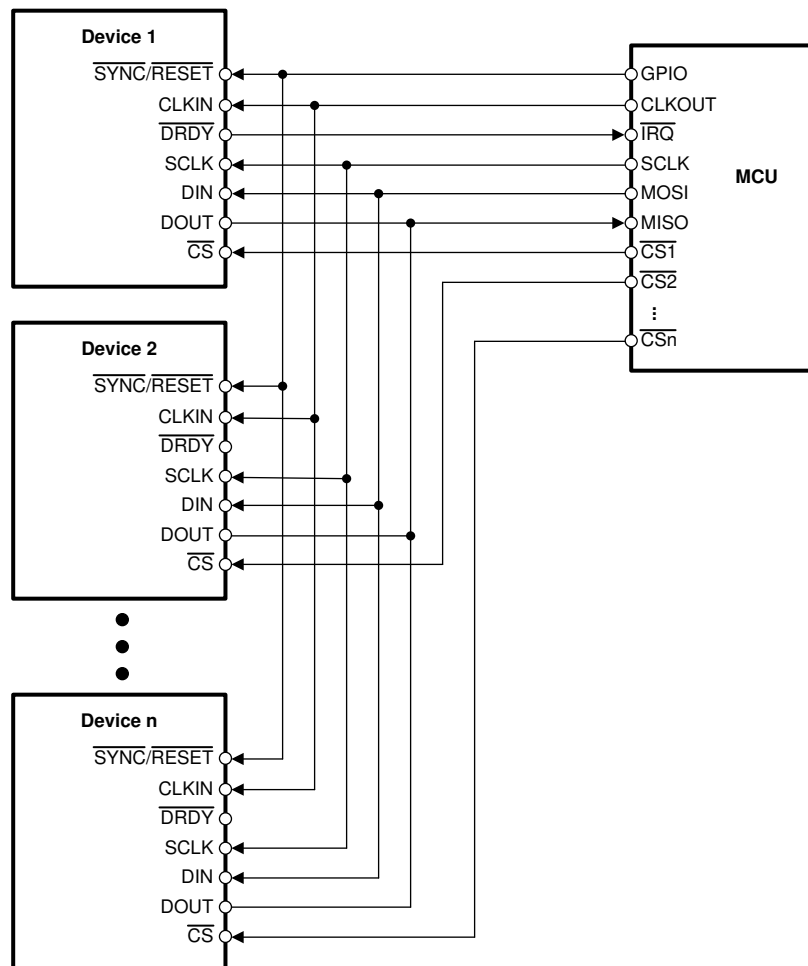 Device 1
SYNC/RESET
CLKIN
DRDY
SCLK
DIN
DOUT
CS
Device 2
SYNC/RESET
CLKIN
DRDY
SCLK
DIN
DOUT
CS
Device n
SYNC/RESET
CLKIN
DRDY
SCLK
DIN
DOUT
CS
GPIO
CLKOUT
IRQ
SCLK
MOSI
MISO
CS1
CS2
...
CSn
MCU